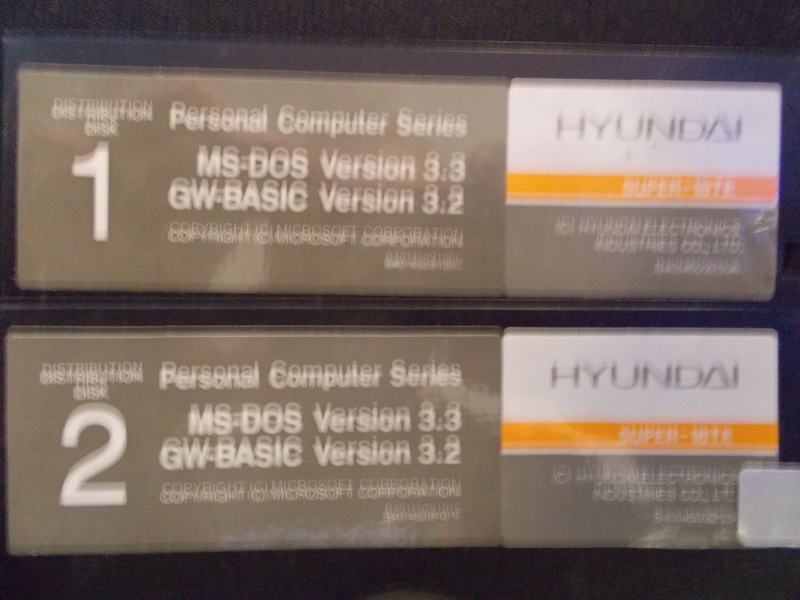 DISTRIBUTION
DISK
1
Personal Computer Series
MS-DOS Version 3.3
GW-BASIC Version 3.2
COPYRIGHT (C) MICROSOFT CORPORATION
HYUNDAI
SUPER-16TE
(C) HYUNDAI ELECTRONICS
INDUSTRIES CO., LTD.
DISTRIBUTION
DISK
2
Personal Computer Series
MS-DOS Version 3.3
GW-BASIC Version 3.2
COPYRIGHT (C) MICROSOFT CORPORATION
HYUNDAI
SUPER-16TE
(C) HYUNDAI ELECTRONICS
INDUSTRIES CO., LTD.